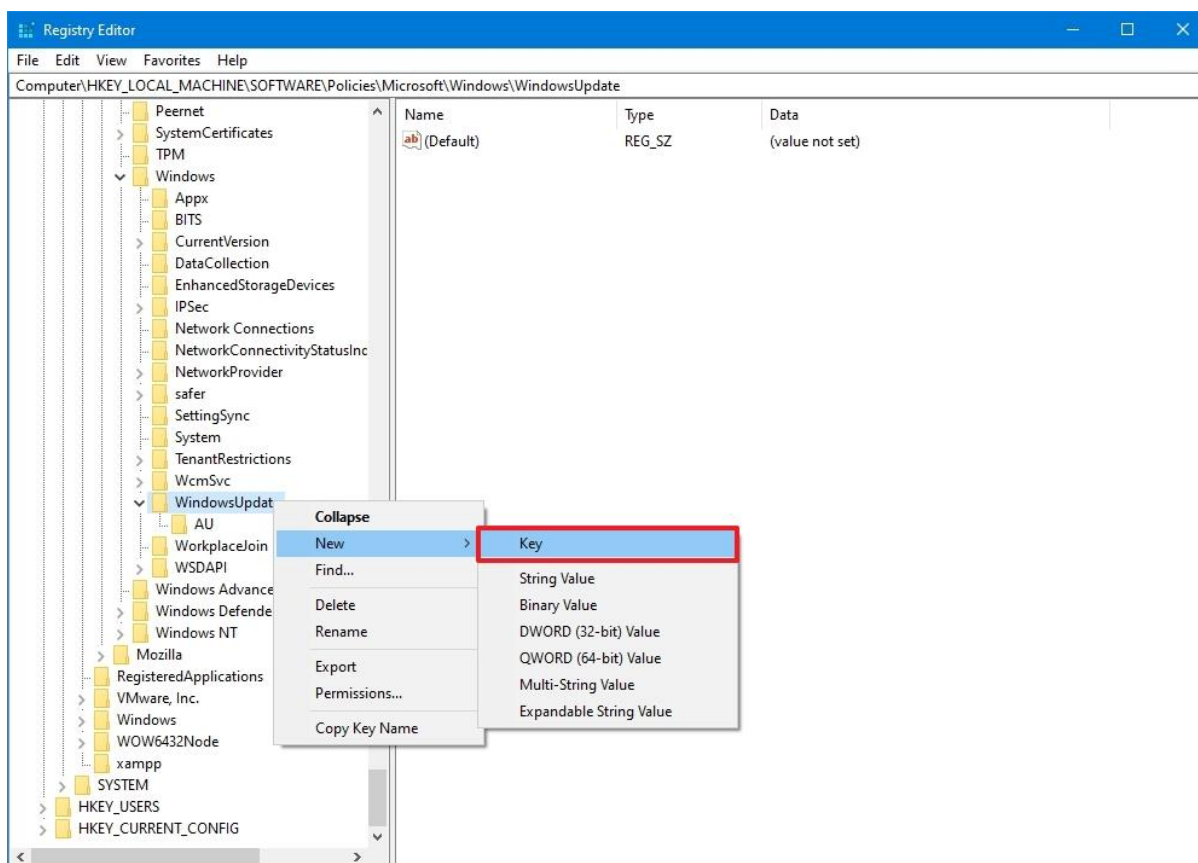 Registry Editor
File Edit View Favorites Help
Computer\HKEY_LOCAL_MACHINE\SOFTWARE\Policies\Microsoft\Windows\WindowsUpdate
Name Type Data
ab (Default) REG_SZ (value not set)
Peernet
SystemCertificates
TPM
Windows
Appx
BITS
CurrentVersion
DataCollection
EnhancedStorageDevices
IPSec
Network Connections
NetworkConnectivityStatusInd
NetworkProvider
safer
SettingSync
System
TenantRestrictions
WcmSvc
WindowsUpdat
AU
WorkplaceJoin
WSDAPI
Windows Advance
Windows Defende
Windows NT
Mozilla
RegisteredApplications
VMware, Inc.
Windows
WOW6432Node
xampp
SYSTEM
HKEY_USERS
HKEY_CURRENT_CONFIG
Collapse
New
Find...
Delete
Rename
Export
Permissions...
Copy Key Name
Key
String Value
Binary Value
DWORD (32-bit) Value
QWORD (64-bit) Value
Multi-String Value
Expandable String Value